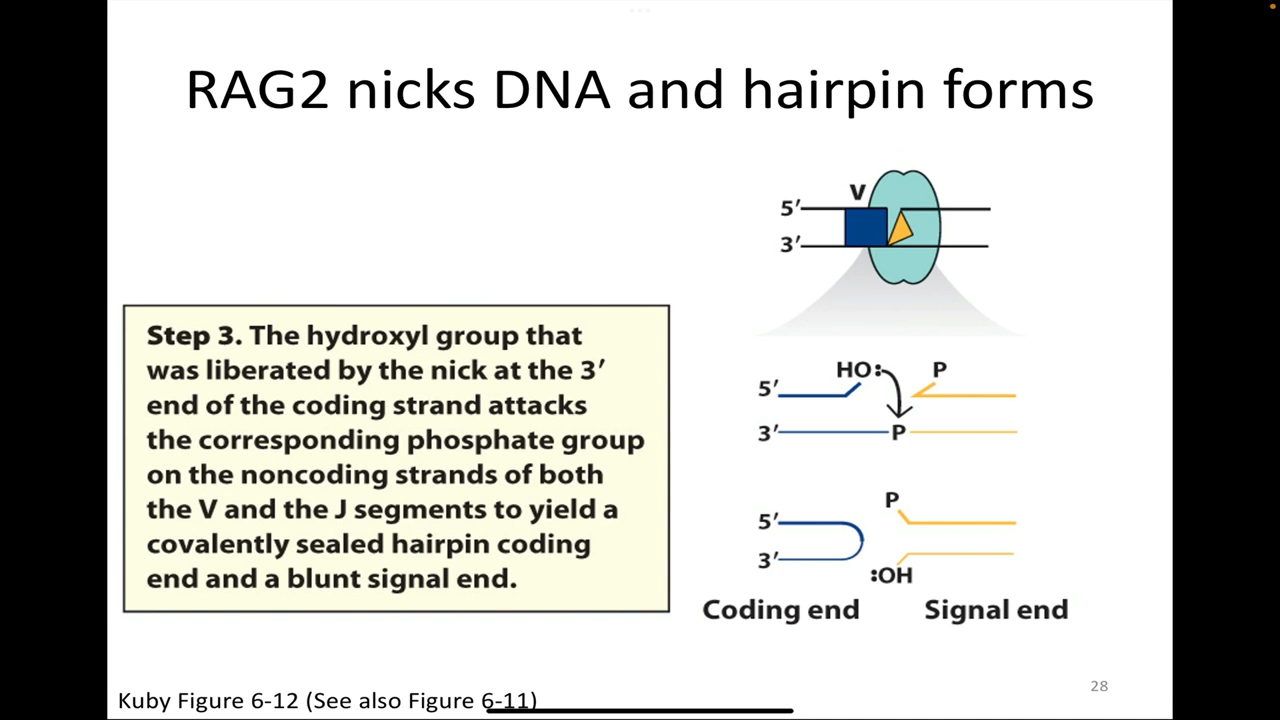 RAG2 nicks DNA and hairpin forms
V
5′
3′
Step 3. The hydroxyl group that
was liberated by the nick at the 3′
end of the coding strand attacks
the corresponding phosphate group
on the noncoding strands of both
the V and the J segments to yield a
covalently sealed hairpin coding
end and a blunt signal end.
HO: P
5′
3′ P
P
5′
3′
:OH
Coding end Signal end
Kuby Figure 6-12 (See also Figure 6-11)
28